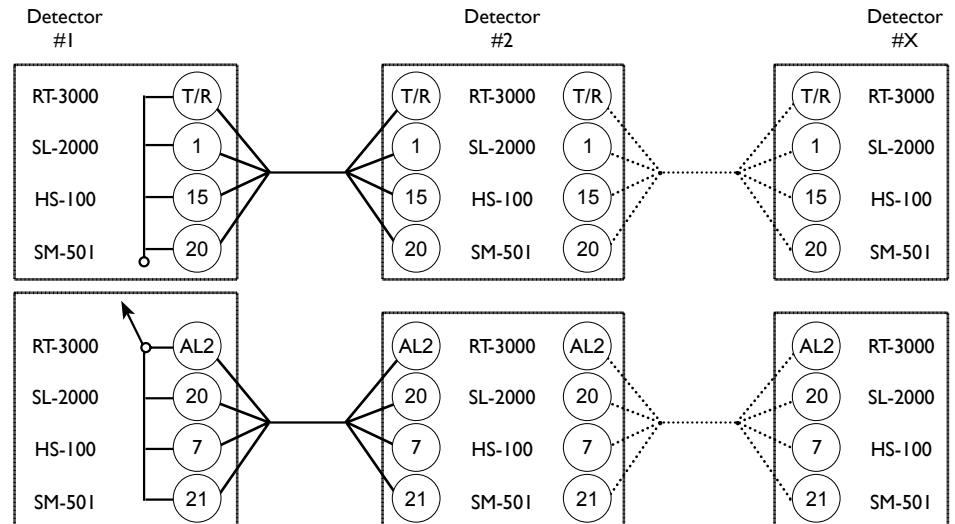 Detector #1
Detector #2
Detector #X
RT-3000 T/R T/R RT-3000 T/R T/R RT-3000
SL-2000 1 1 SL-2000 1 1 SL-2000
HS-100 15 15 HS-100 15 15 HS-100
SM-501 20 20 SM-501 20 20 SM-501
RT-3000 AL2 AL2 RT-3000 AL2 AL2 RT-3000
SL-2000 20 20 SL-2000 20 20 SL-2000
HS-100 7 7 HS-100 7 7 HS-100
SM-501 21 21 SM-501 21 21 SM-501